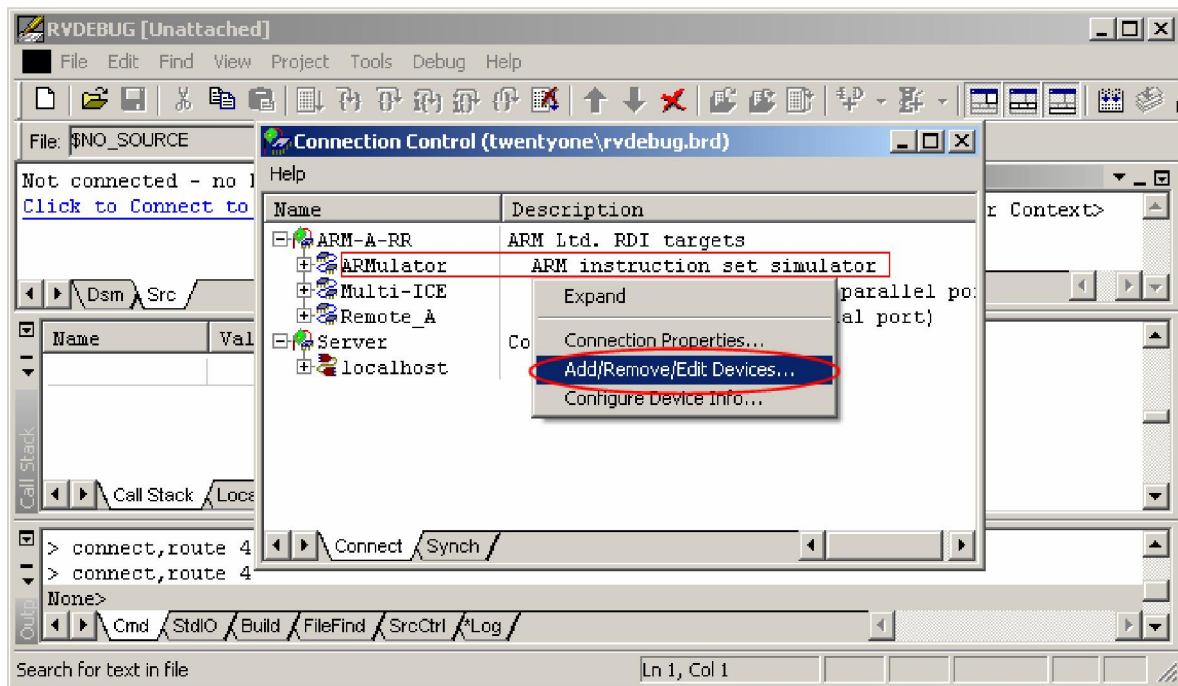 RVDEBUG [Unattached]
File Edit Find View Project Tools Debug Help
File: $NO_SOURCE
Connection Control (twentyone\rvdebug.brd)
Help
Not connected - no
Click to Connect to
r Context>
Name Description
ARM-A-RR ARM Ltd. RDI targets
ARMulator ARM instruction set simulator
Multi-ICE parallel po
Remote_A al port)
Server Co
localhost
Expand
Connection Properties...
Add/Remove/Edit Devices...
Configure Device Info...
Connect Synch
Dsm Src
Name Val
Call Stack
Call Stack Loca
> connect,route 4
> connect,route 4
None>
Outp
Cmd StdIO Build FileFind SrcCtrl *Log
Search for text in file Ln 1, Col 1